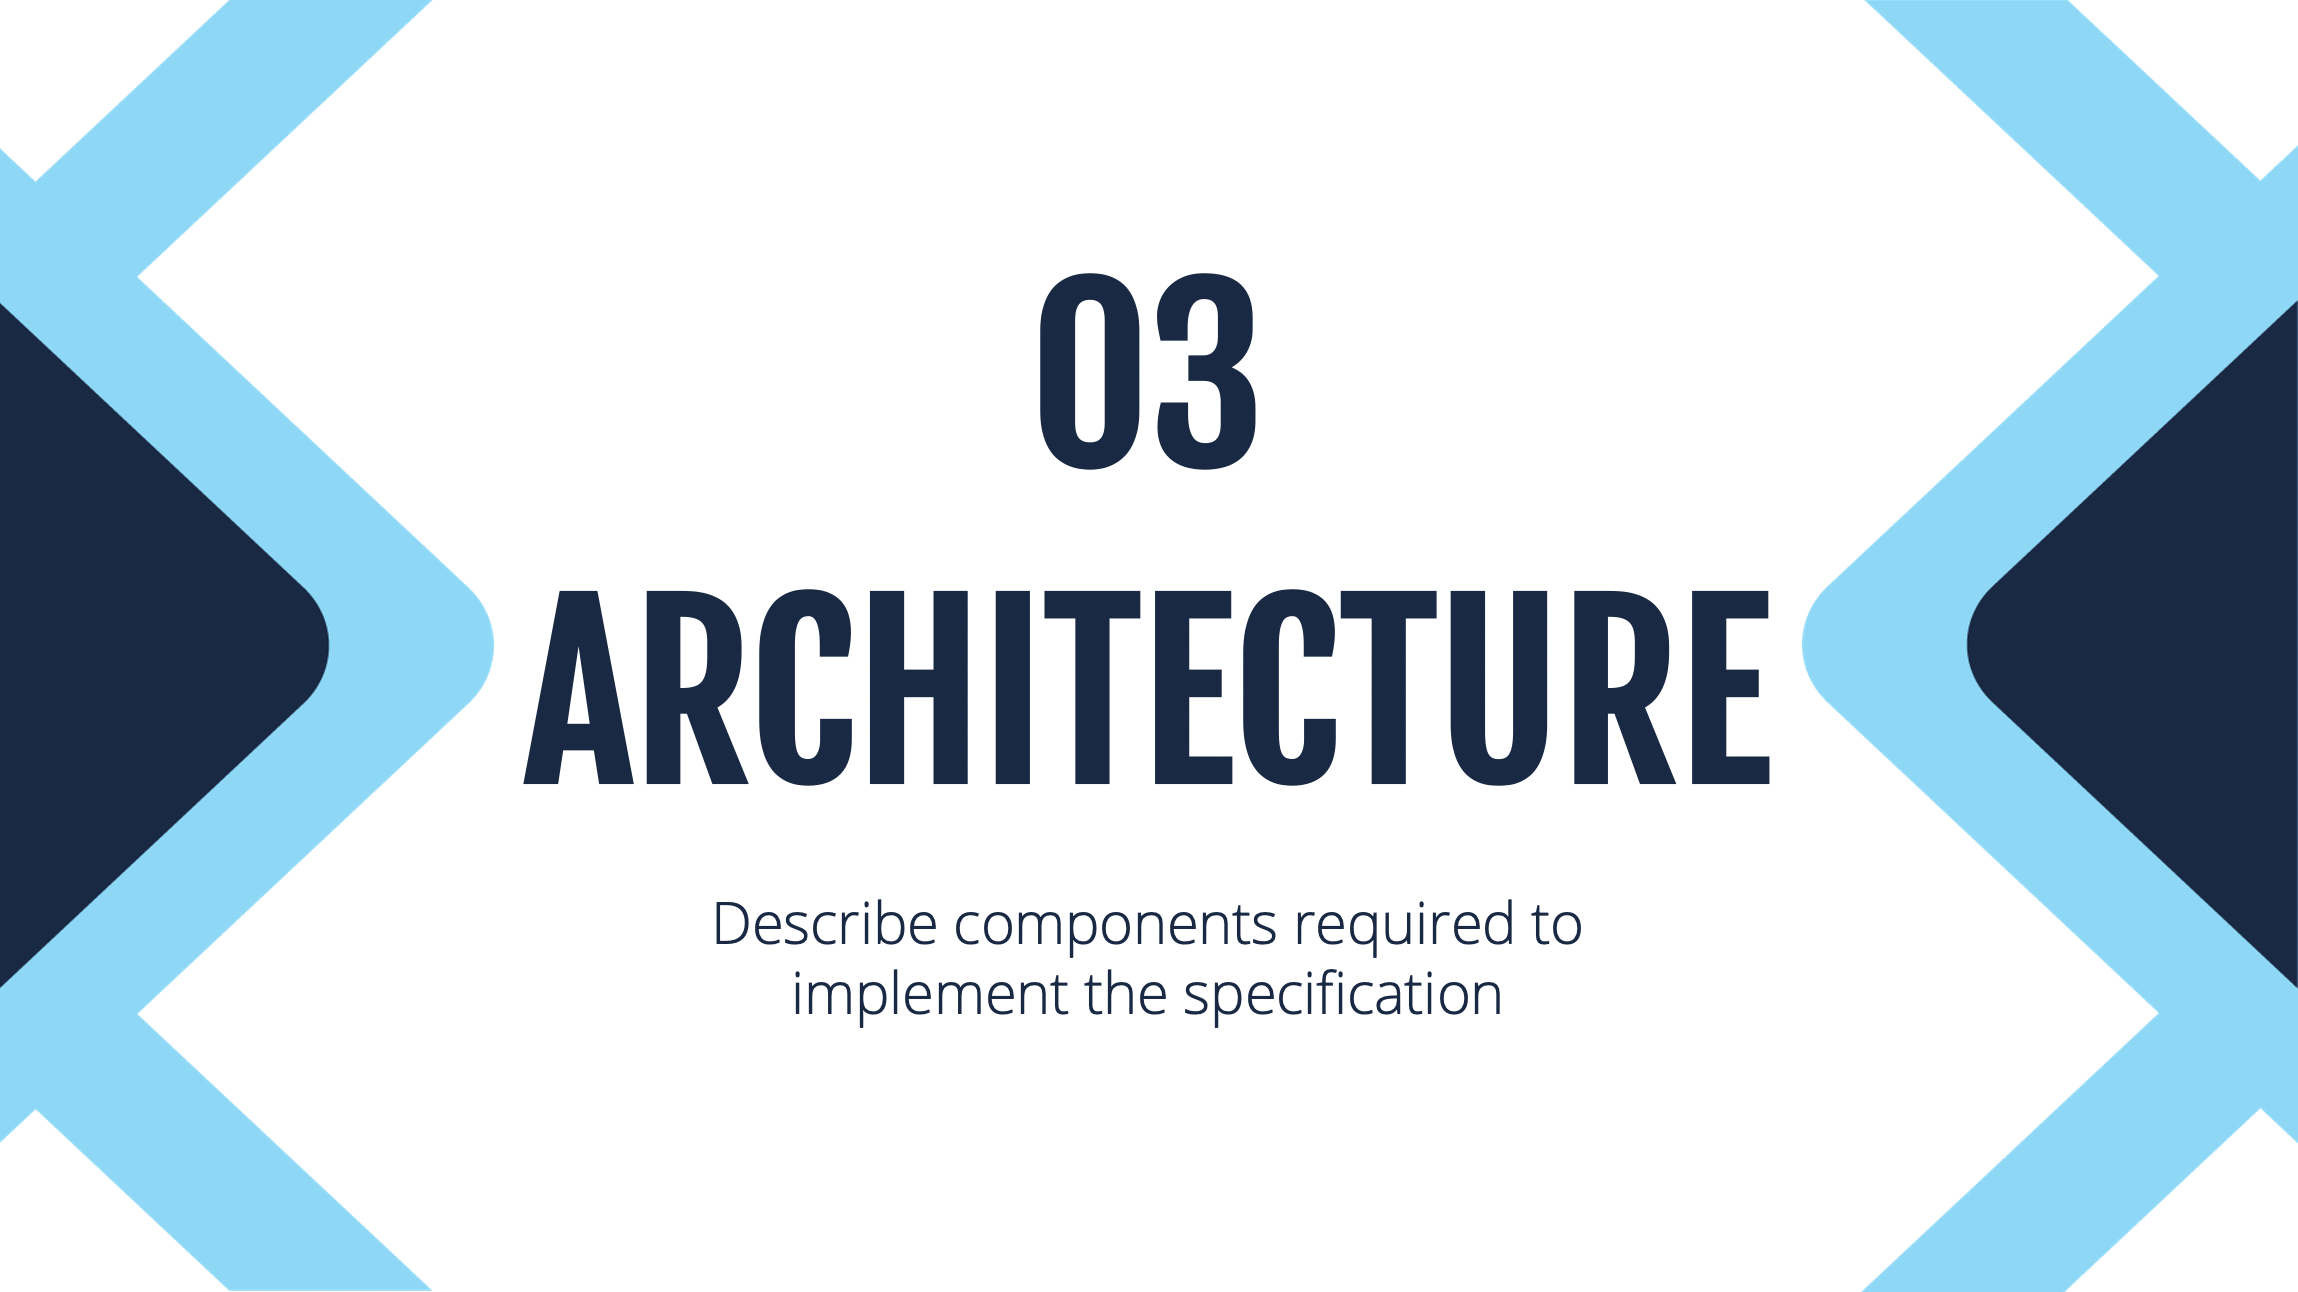 03
ARCHITECTURE
Describe components required to
implement the specification